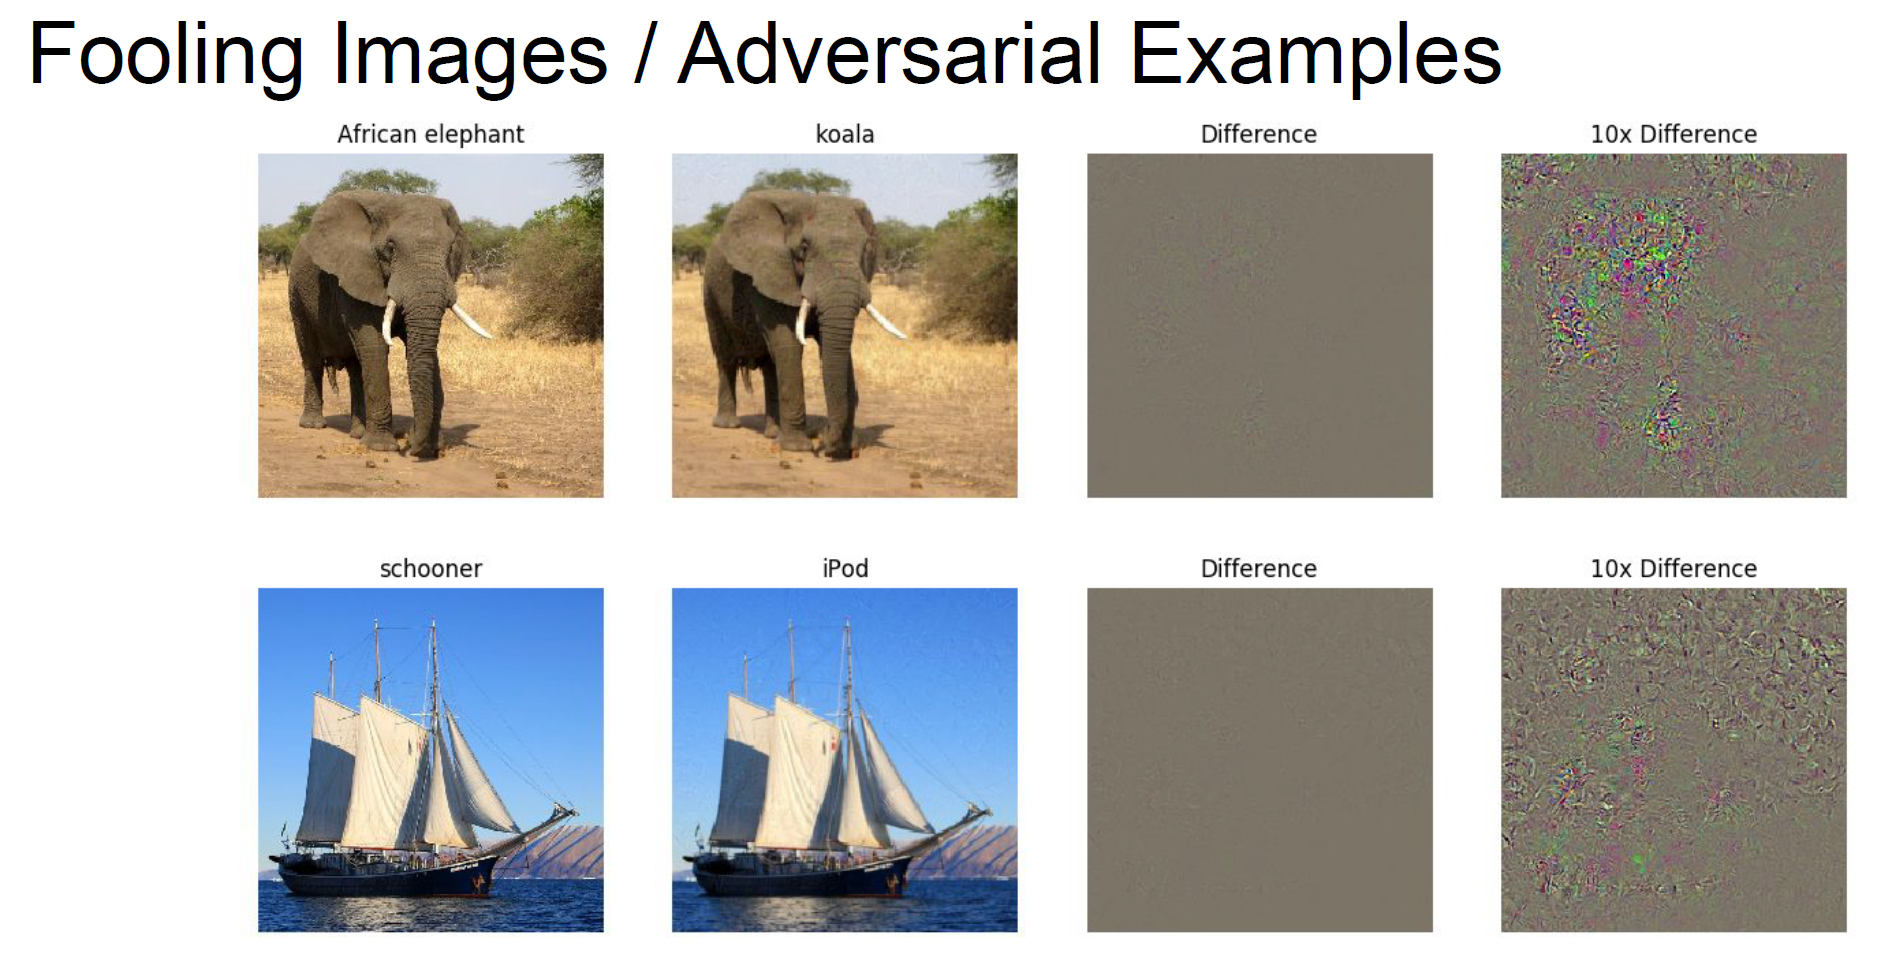 Fooling Images / Adversarial Examples
African elephant
koala
Difference
10x Difference
schooner
iPod
Difference
10x Difference